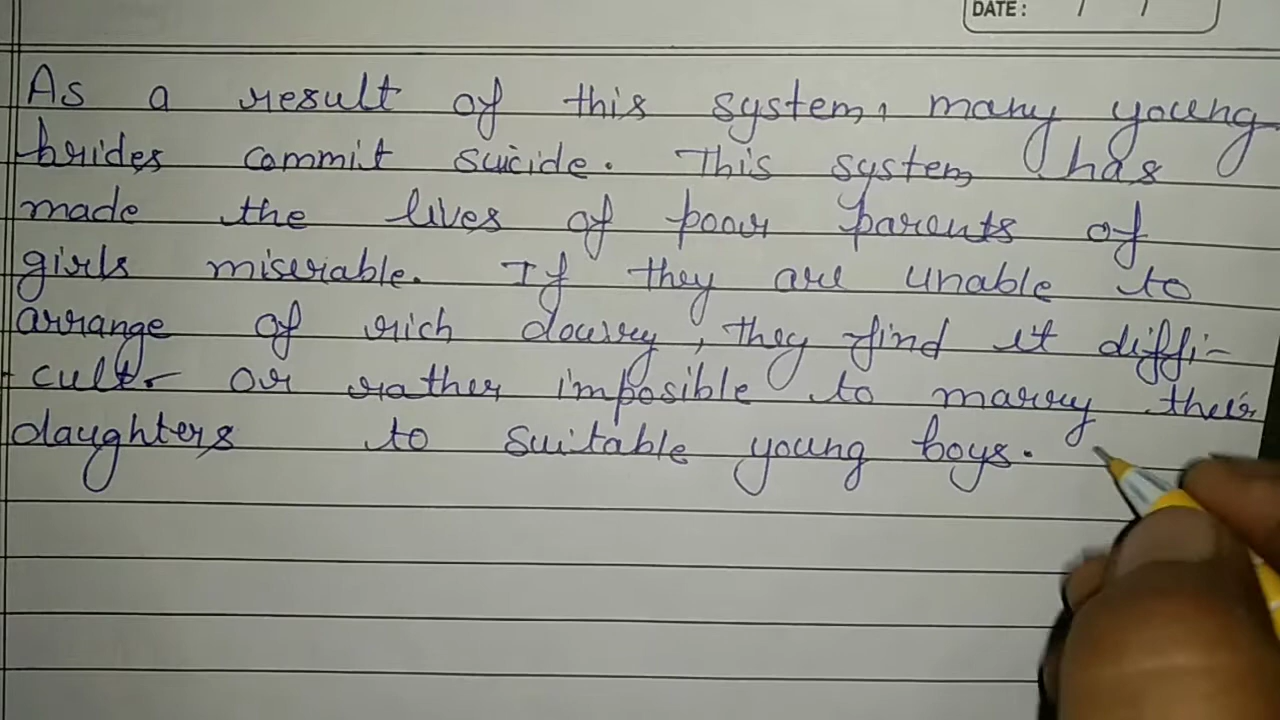 DATE: / /
As a result of this system, many young
brides commit suicide. This system has
made the lives of poor parents of
girls miserable. If they are unable to
arrange of rich dowry, they find it diffi-
cult or rather imposible to marry their
daughters to suitable young boys.